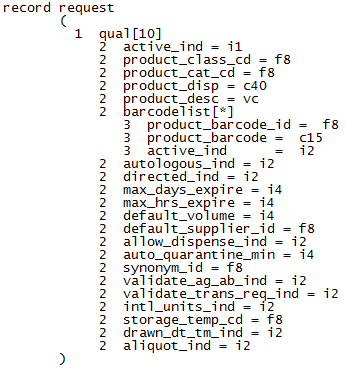 record request
(
1 qual[10]
2 active_ind = i1
2 product_class_cd = f8
2 product_cat_cd = f8
2 product_disp = c40
2 product_desc = vc
2 barcodelist[*]
3 product_barcode_id = f8
3 product_barcode = c15
3 active_ind = i2
2 autologous_ind = i2
2 directed_ind = i2
2 max_days_expire = i4
2 max_hrs_expire = i4
2 default_volume = i4
2 default_supplier_id = f8
2 allow_dispense_ind = i2
2 auto_quarantine_min = i4
2 synonym_id = f8
2 validate_ag_ab_ind = i2
2 validate_trans_req_ind = i2
2 intl_units_ind = i2
2 storage_temp_cd = f8
2 drawn_dt_tm_ind = i2
2 aliquot_ind = i2
)